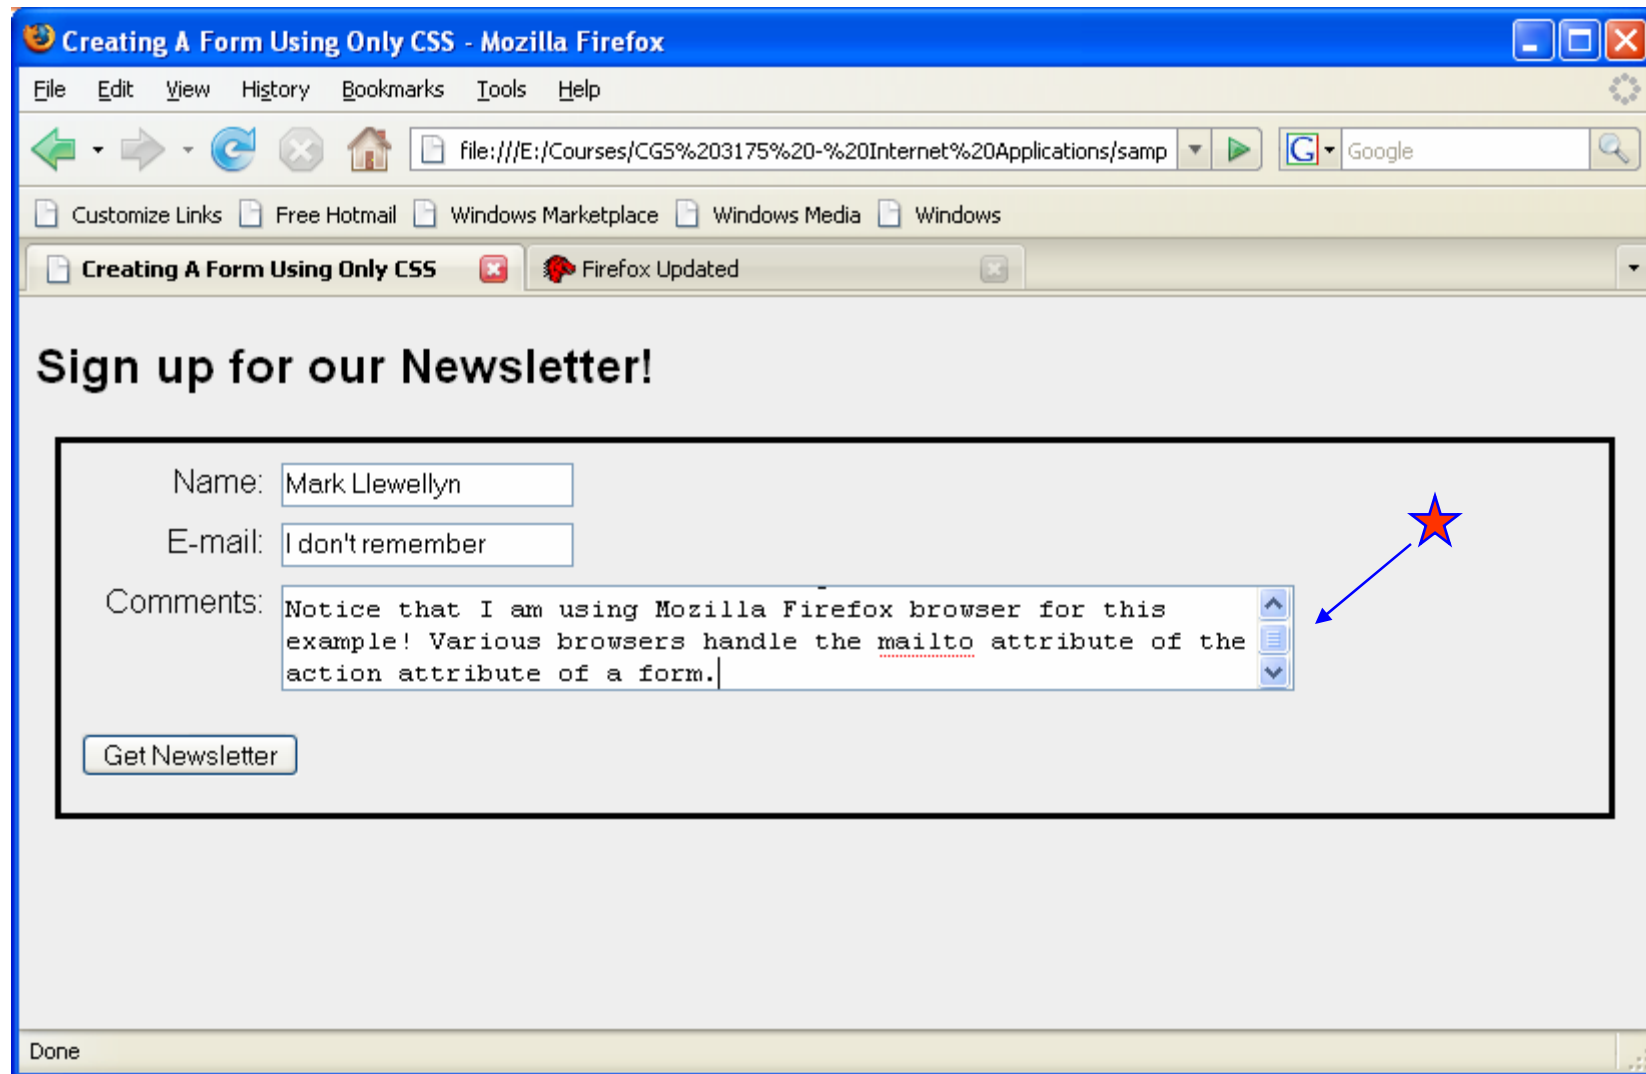 Creating A Form Using Only CSS - Mozilla Firefox
File Edit View History Bookmarks Tools Help
file:///E:/Courses/CGS%203175%20-%20Internet%20Applications/samp G Google
Customize Links Free Hotmail Windows Marketplace Windows Media Windows
Creating A Form Using Only CSS Firefox Updated
Sign up for our Newsletter!
Name: Mark Llewellyn
E-mail: I don't remember
Comments: Notice that I am using Mozilla Firefox browser for this
example! Various browsers handle the mailto attribute of the
action attribute of a form.
Get Newsletter
Done